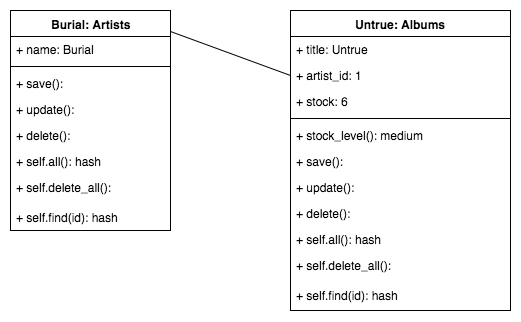 Burial: Artists
+ name: Burial
+ save():
+ update():
+ delete():
+ self.all(): hash
+ self.delete_all():
+ self.find(id): hash
Untrue: Albums
+ title: Untrue
+ artist_id: 1
+ stock: 6
+ stock_level(): medium
+ save():
+ update():
+ delete():
+ self.all(): hash
+ self.delete_all():
+ self.find(id): hash